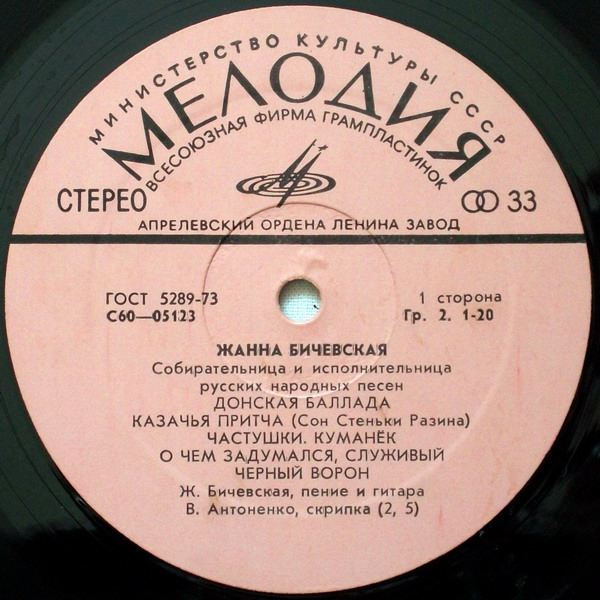 МИНИСТЕРСТВО КУЛЬТУРЫ СССР
МЕЛОДИЯ
ВСЕСОЮЗНАЯ ФИРМА ГРАМПЛАСТИНОК
СТЕРЕО
33
АПРЕЛЕВСКИЙ ОРДЕНА ЛЕНИНА ЗАВОД
ГОСТ 5289-73
1 сторона
С60—05123
Гр. 2. 1-20
ЖАННА БИЧЕВСКАЯ
Собирательница и исполнительница
русских народных песен
ДОНСКАЯ БАЛЛАДА
КАЗАЧЬЯ ПРИТЧА (Сон Стеньки Разина)
ЧАСТУШКИ. КУМАНЁК
О ЧЕМ ЗАДУМАЛСЯ, СЛУЖИВЫЙ
ЧЕРНЫЙ ВОРОН
Ж. Бичевская, пение и гитара
В. Антоненко, скрипка (2, 5)